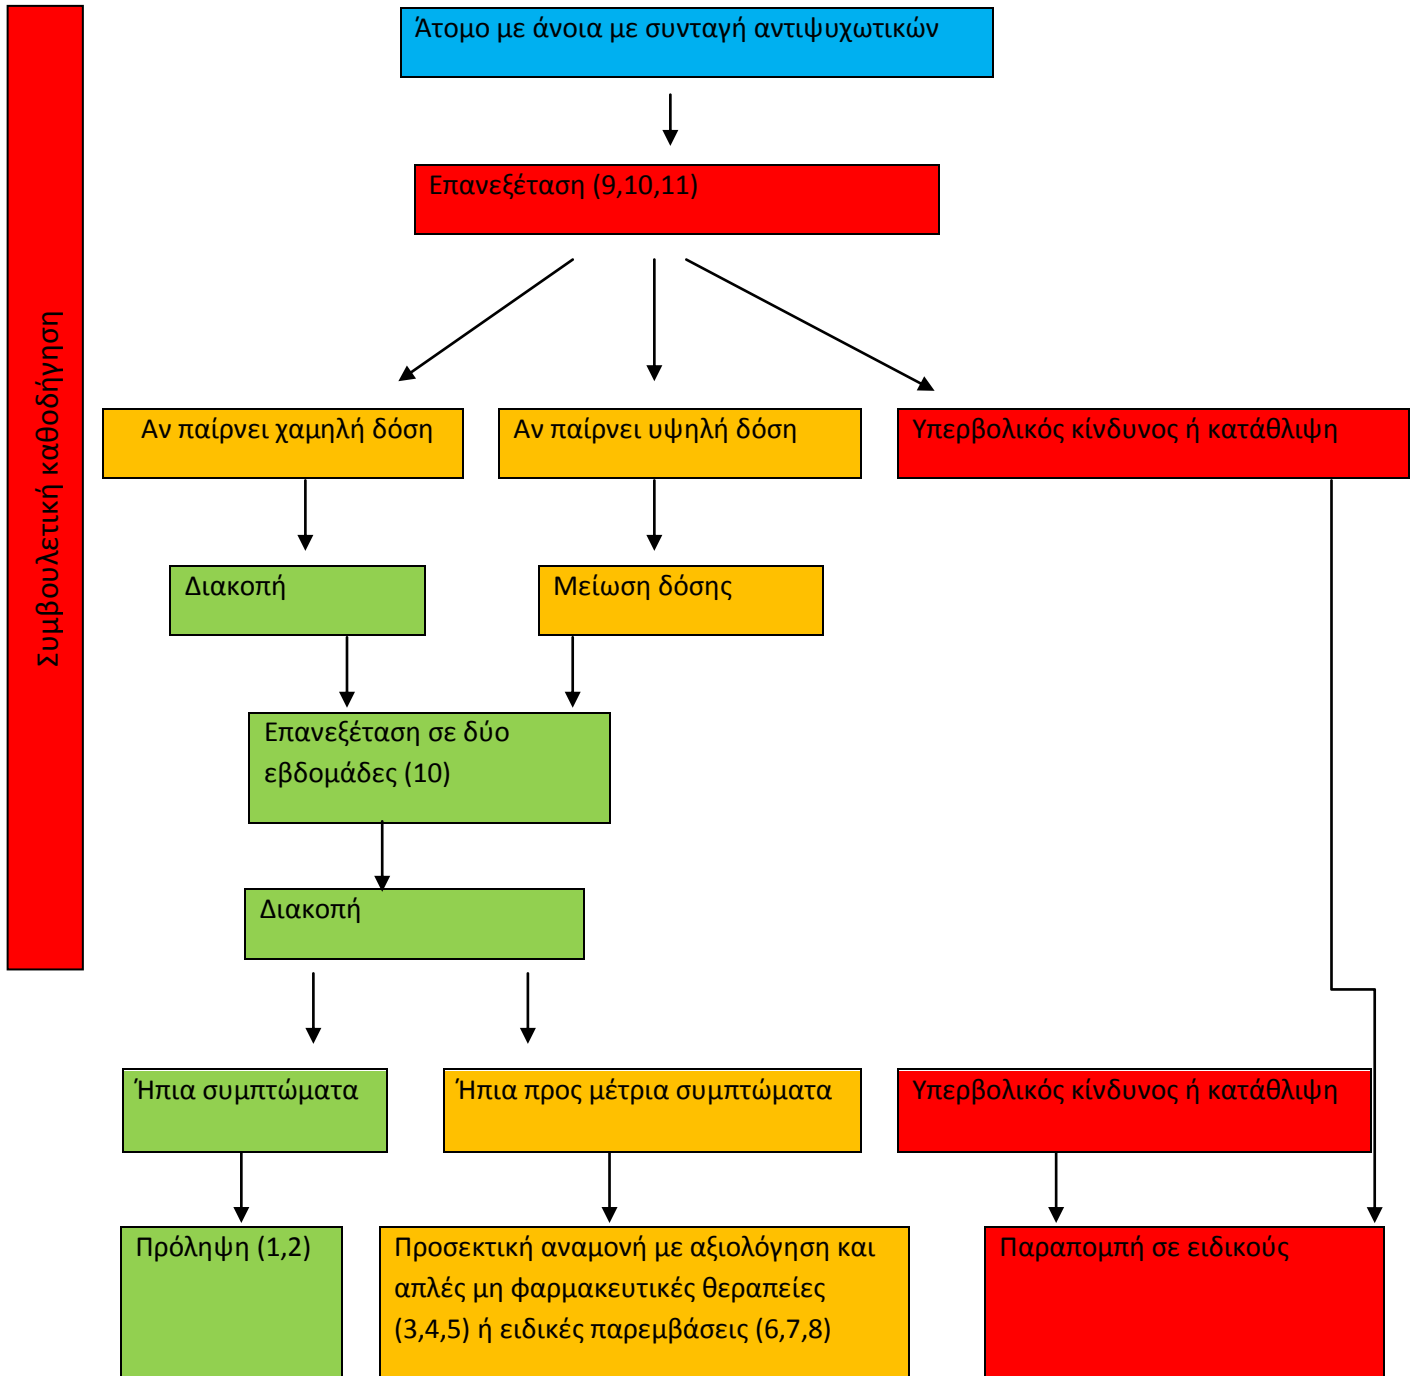 Συμβουλετική καθοδήγηση
Άτομο με άνοια με συνταγή αντιψυχωτικών
Επανεξέταση (9,10,11)
Αν παίρνει χαμηλή δόση
Αν παίρνει υψηλή δόση
Υπερβολικός κίνδυνος ή κατάθλιψη
Διακοπή
Μείωση δόσης
Επανεξέταση σε δύο
εβδομάδες (10)
Διακοπή
Ήπια συμπτώματα
Ήπια προς μέτρια συμπτώματα
Υπερβολικός κίνδυνος ή κατάθλιψη
Πρόληψη (1,2)
Προσεκτική αναμονή με αξιολόγηση και
απλές μη φαρμακευτικές θεραπείες
(3,4,5) ή ειδικές παρεμβάσεις (6,7,8)
Παραπομπή σε ειδικούς